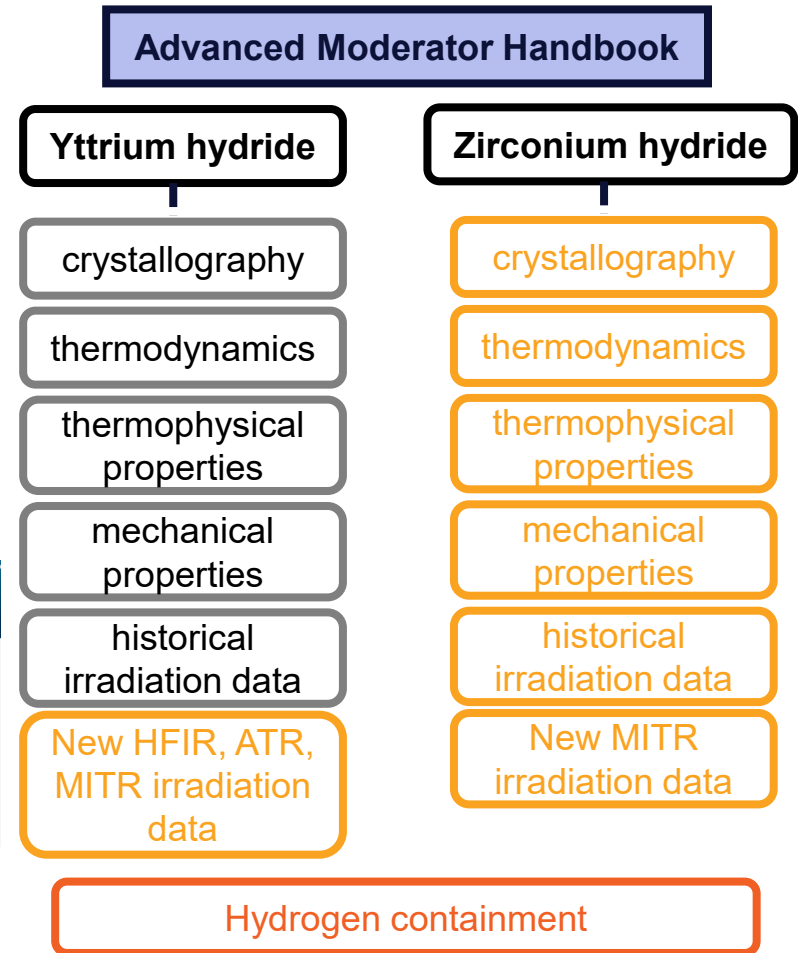 Advanced Moderator Handbook
Yttrium hydride
crystallography
thermodynamics
thermophysical
properties
mechanical
properties
historical
irradiation data
New HFIR, ATR,
MITR irradiation
data
Zirconium hydride
crystallography
thermodynamics
thermophysical
properties
mechanical
properties
historical
irradiation data
New MITR
irradiation data
Hydrogen containment